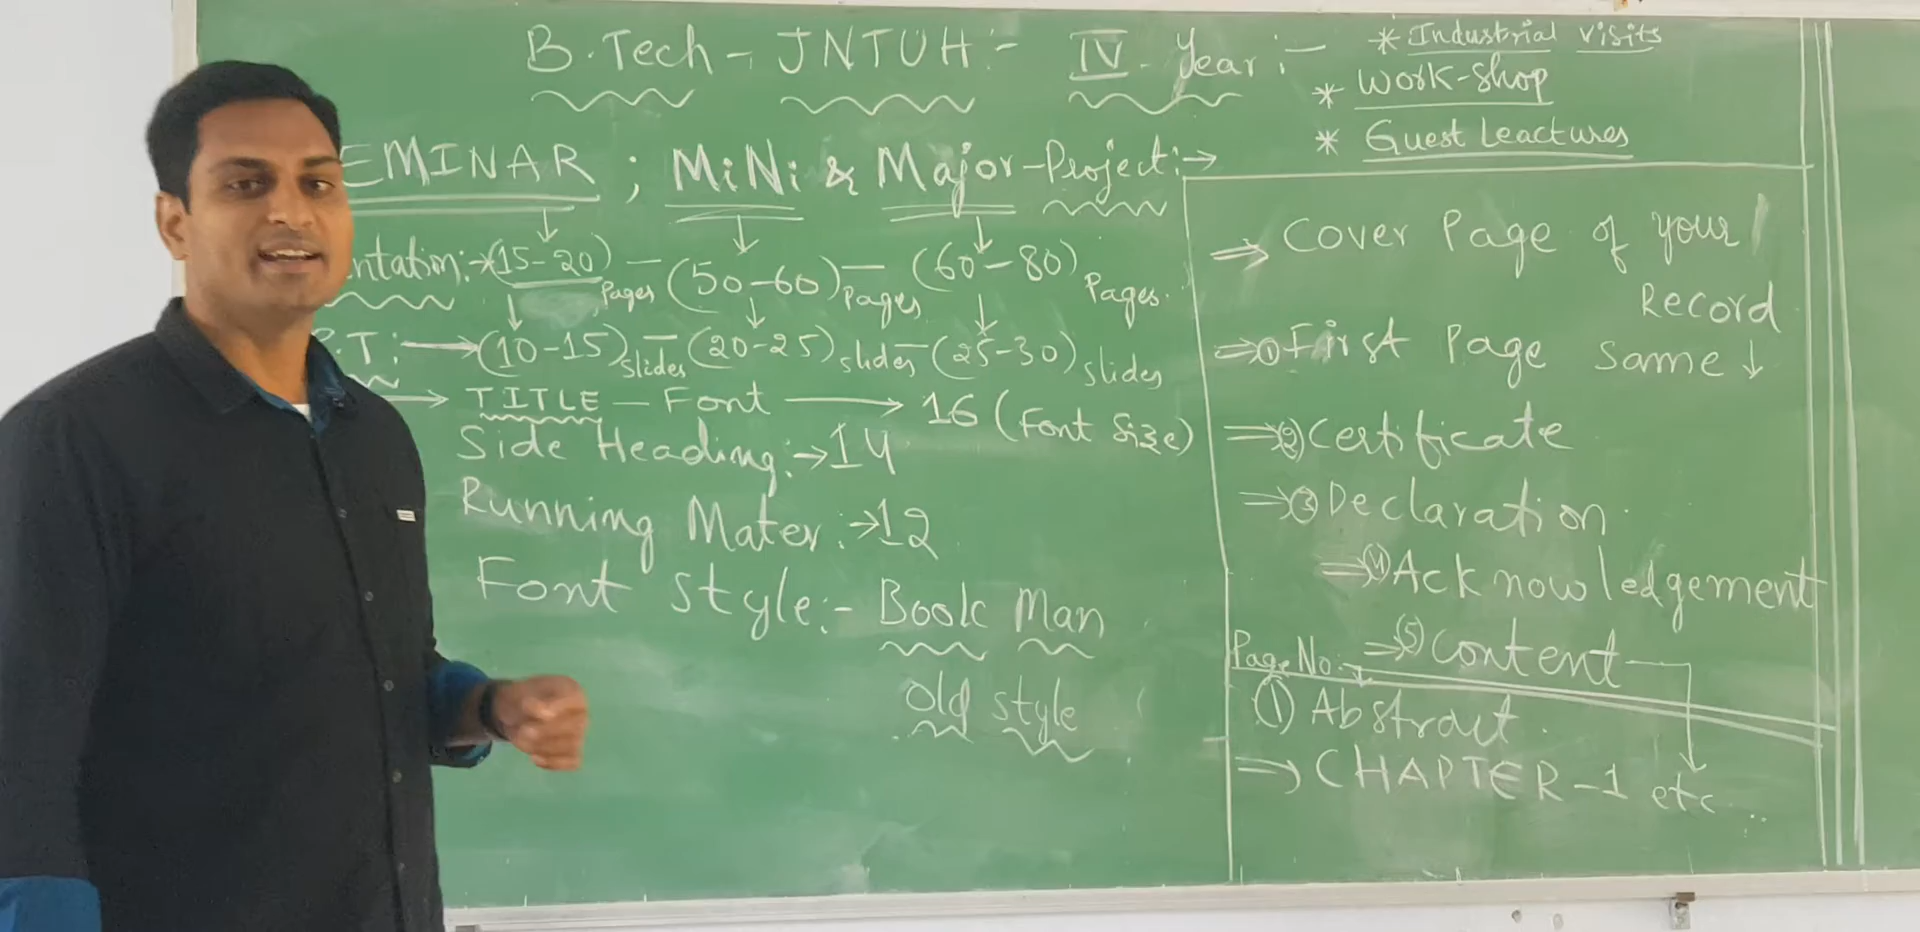 B.Tech - JNTUH:- IV - Year:-
* Industrial visits
* Work-Shop
* Guest Leactures
EMINAR ; MiNi & Major-Project:→
ntation:→(15-20) Pages - (50-60) Pages - (60-80) Pages.
P.T: → (10-15) slides - (20-25) slides - (25-30) slides
→ TITLE - Font → 16 (Font Size)
Side Heading:→14
Running Mater:→12
Font style:- Book Man
Old style
⇒ Cover Page of your
Record
⇒ ① First Page same ↓
⇒ ② Certificate
⇒ ③ Declaration
⇒ ④ Acknowledgement
⇒ ⑤ Content
Page No:-
① Abstract.
⇒ CHAPTER-1 etc..